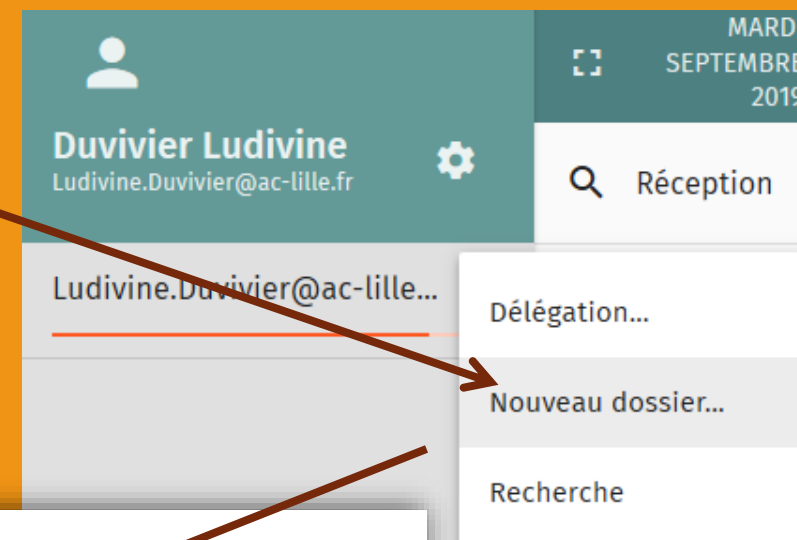 MARD
SEPTEMBRE
2019
Duvivier Ludivine
Ludivine.Duvivier@ac-lille.fr
Réception
Ludivine.Duvivier@ac-lille...
Délégation...
Nouveau dossier...
Recherche